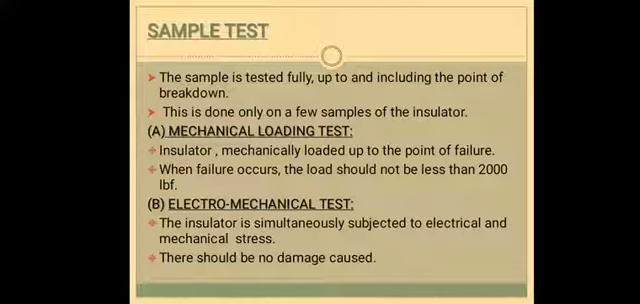 SAMPLE TEST
The sample is tested fully, up to and including the point of
breakdown.
This is done only on a few samples of the insulator.
(A) MECHANICAL LOADING TEST:
Insulator , mechanically loaded up to the point of failure.
When failure occurs, the load should not be less than 2000
lbf.
(B) ELECTRO-MECHANICAL TEST:
The insulator is simultaneously subjected to electrical and
mechanical stress.
There should be no damage caused.